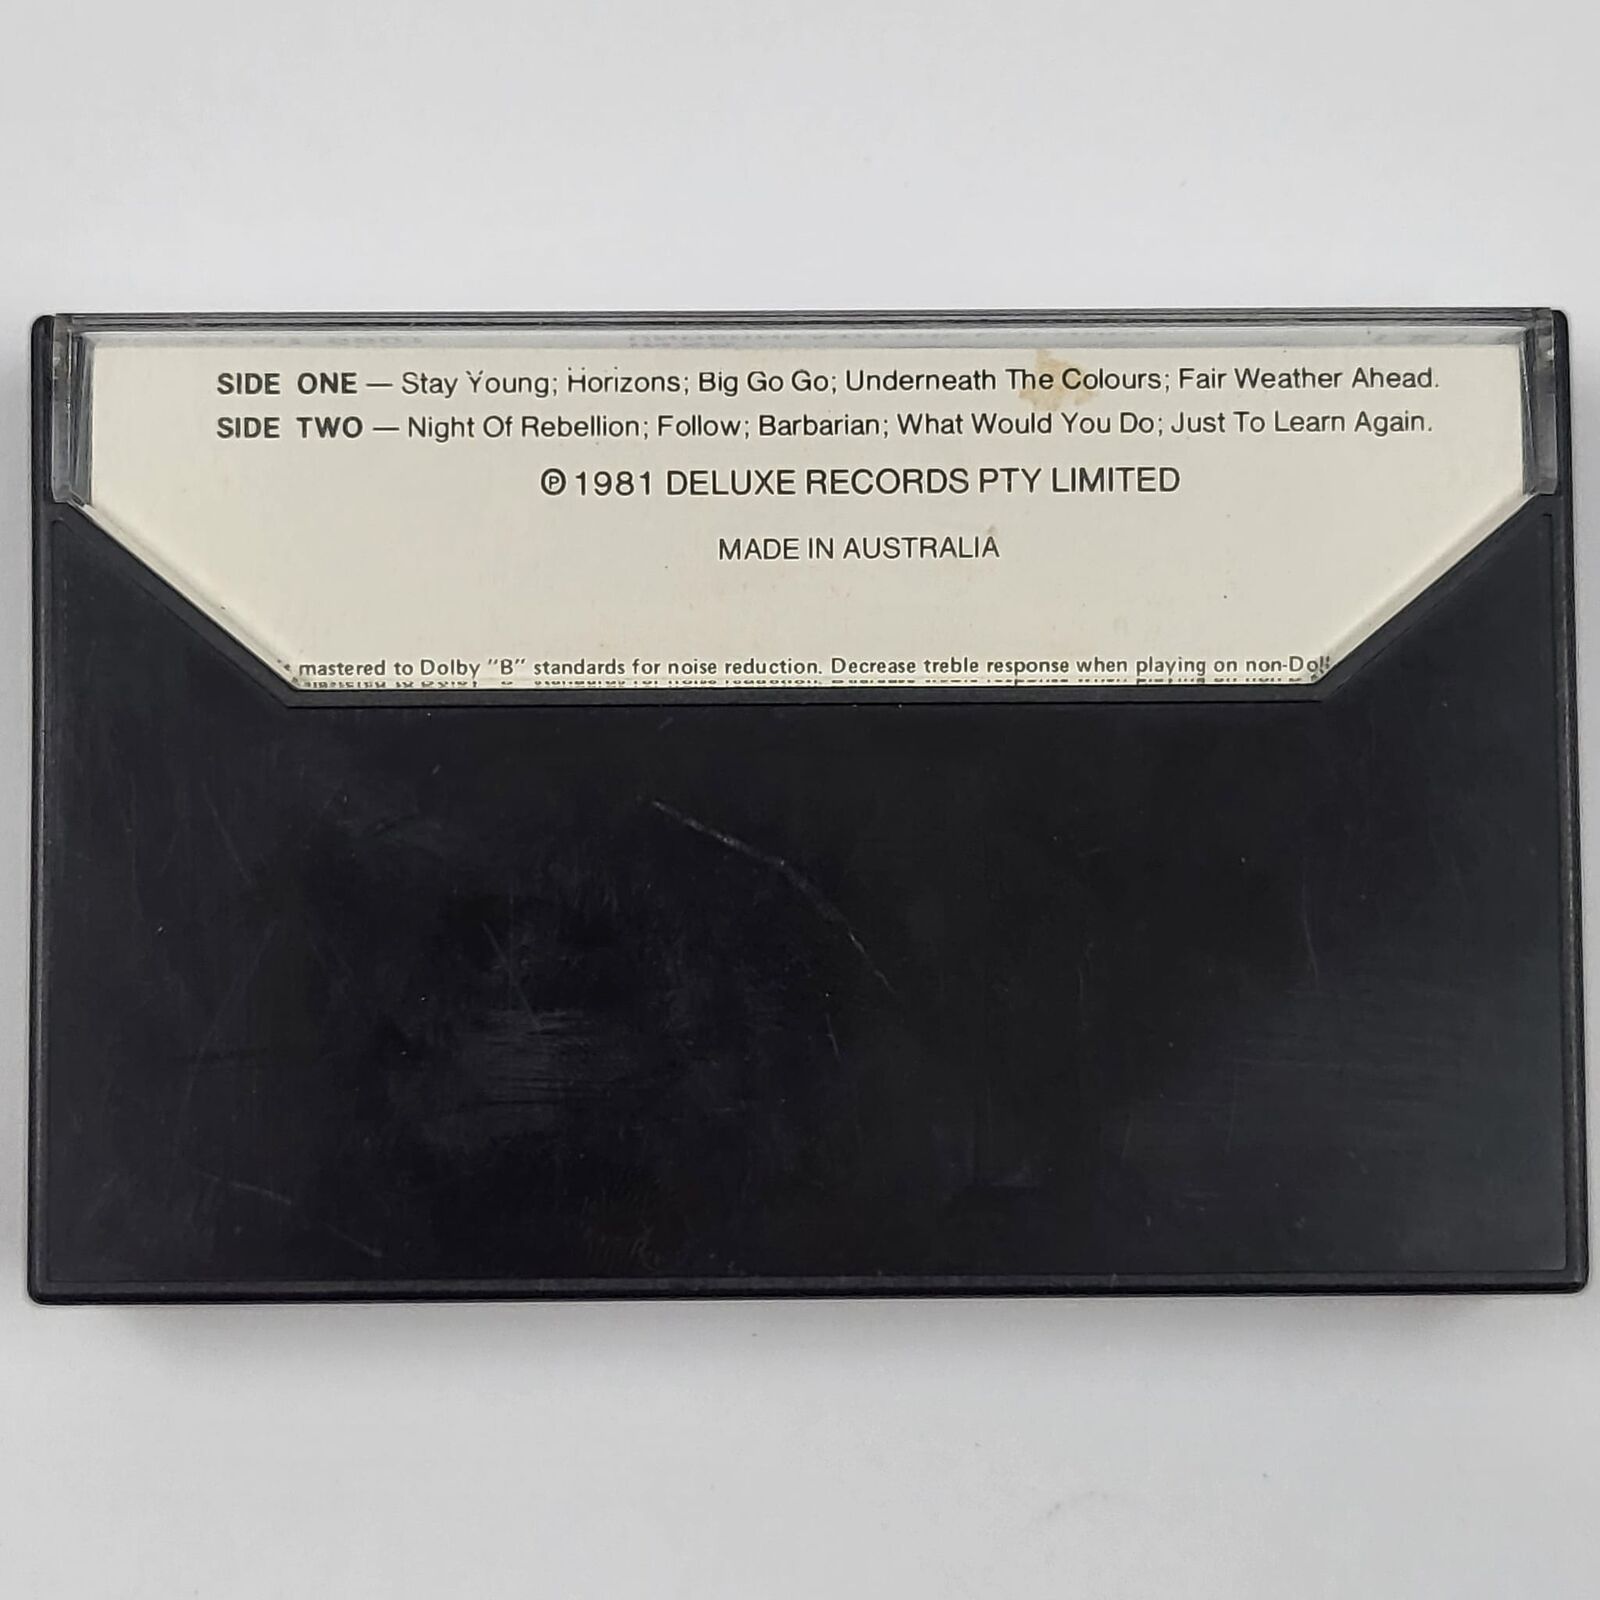 SIDE ONE — Stay Young; Horizons; Big Go Go; Underneath The Colours; Fair Weather Ahead.
SIDE TWO — Night Of Rebellion; Follow; Barbarian; What Would You Do; Just To Learn Again.
℗ 1981 DELUXE RECORDS PTY LIMITED
MADE IN AUSTRALIA
mastered to Dolby "B" standards for noise reduction. Decrease treble response when playing on